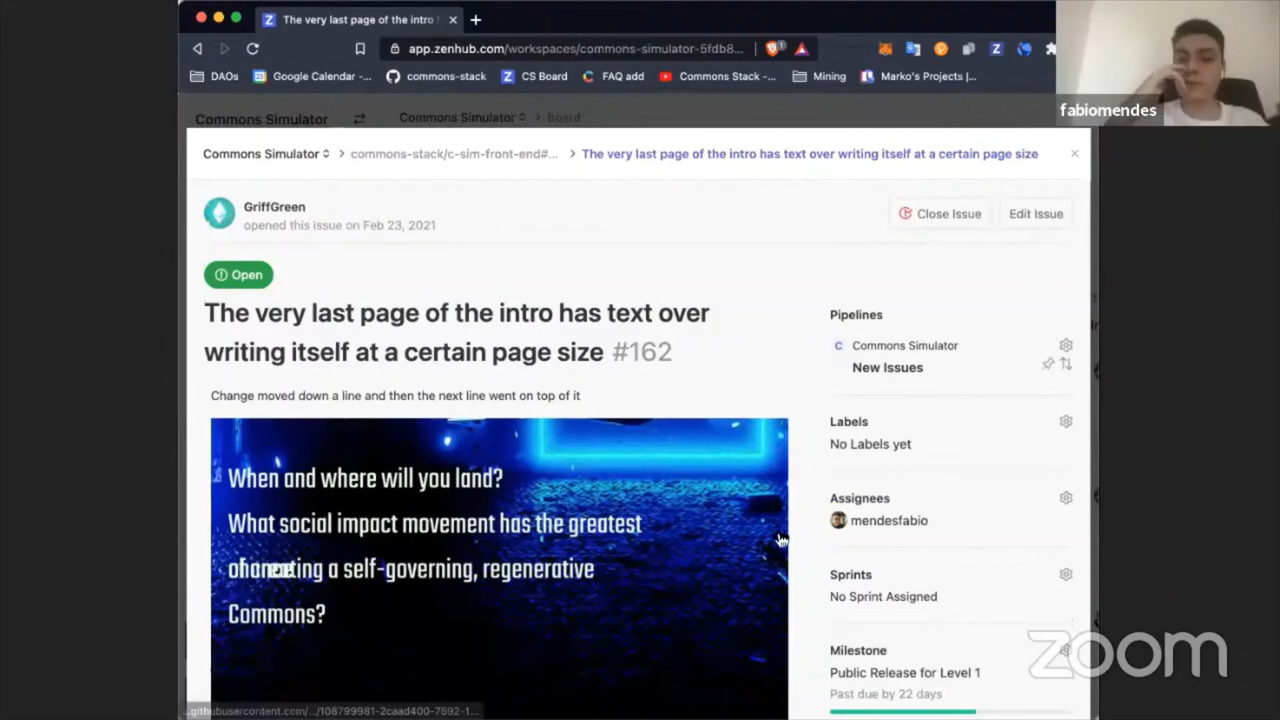 The very last page of the intro
app.zenhub.com/workspaces/commons-simulator-5fdb8...
DAOs
Google Calendar -...
commons-stack
CS Board
FAQ add
Commons Stack -...
Mining
Marko's Projects |...
fabiomendes
Commons Simulator
Commons Simulator
Board
Commons Simulator
commons-stack/c-sim-front-end#...
The very last page of the intro has text over writing itself at a certain page size
GriffGreen
opened this issue on Feb 23, 2021
Close Issue
Edit Issue
Open
The very last page of the intro has text over
writing itself at a certain page size #162
Change moved down a line and then the next line went on top of it
When and where will you land?
What social impact movement has the greatest
a self-governing, regenerative
Commons?
Pipelines
C Commons Simulator
New Issues
Labels
No Labels yet
Assignees
mendesfabio
Sprints
No Sprint Assigned
Milestone
Public Release for Level 1
Past due by 22 days
zoom
.githubusercontent.com/.../108799981-2caad400-7592-1...